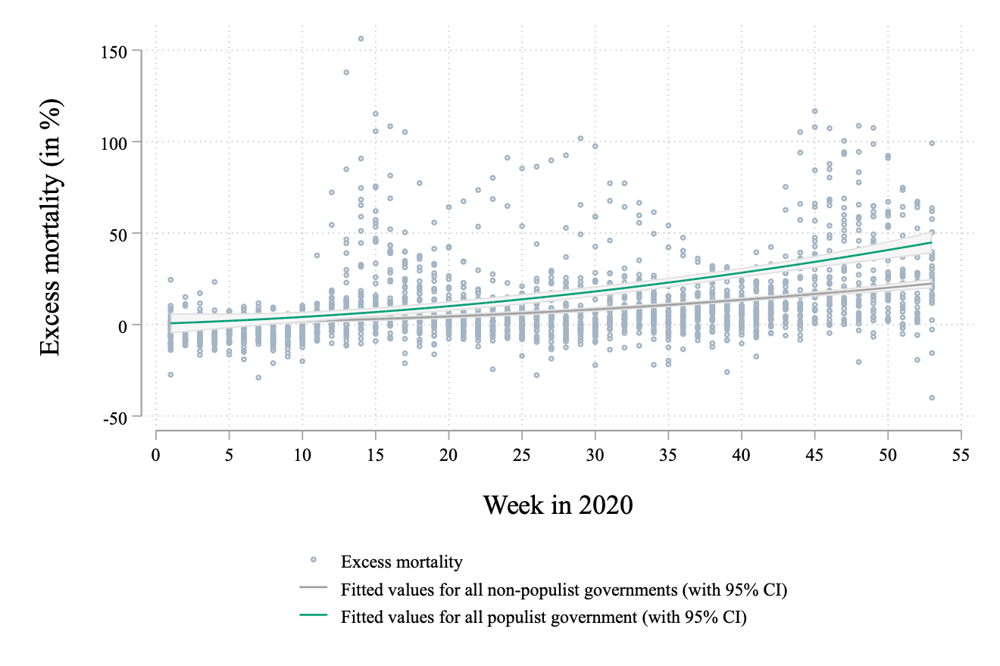 Excess mortality (in %)
150
100
50
0
-50
0 5 10 15 20 25 30 35 40 45 50 55
Week in 2020
Excess mortality
Fitted values for all non-populist governments (with 95% CI)
Fitted values for all populist government (with 95% CI)